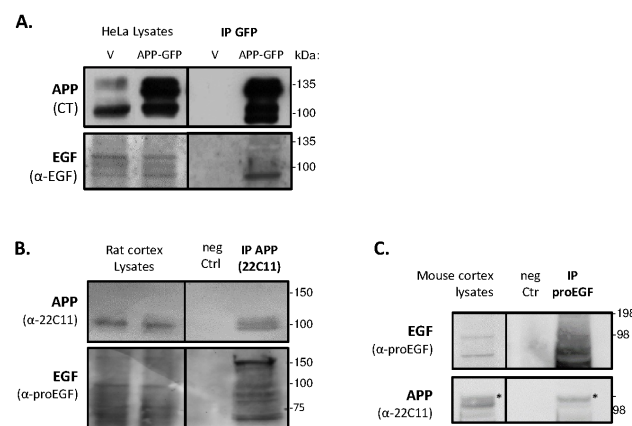 A.
HeLa Lysates IP GFP
V APP-GFP V APP-GFP kDa:
APP
(CT)
-135
-100
EGF
(α-EGF)
-135
-100
B.
Rat cortex
Lysates
neg
Ctrl
IP APP
(22C11)
APP
(α-22C11)
-150
-100
EGF
(α-proEGF)
-150
-100
-75
C.
Mouse cortex
lysates
neg
Ctr
IP
proEGF
EGF
(α-proEGF)
-198
-98
APP
(α-22C11)
*
*
98